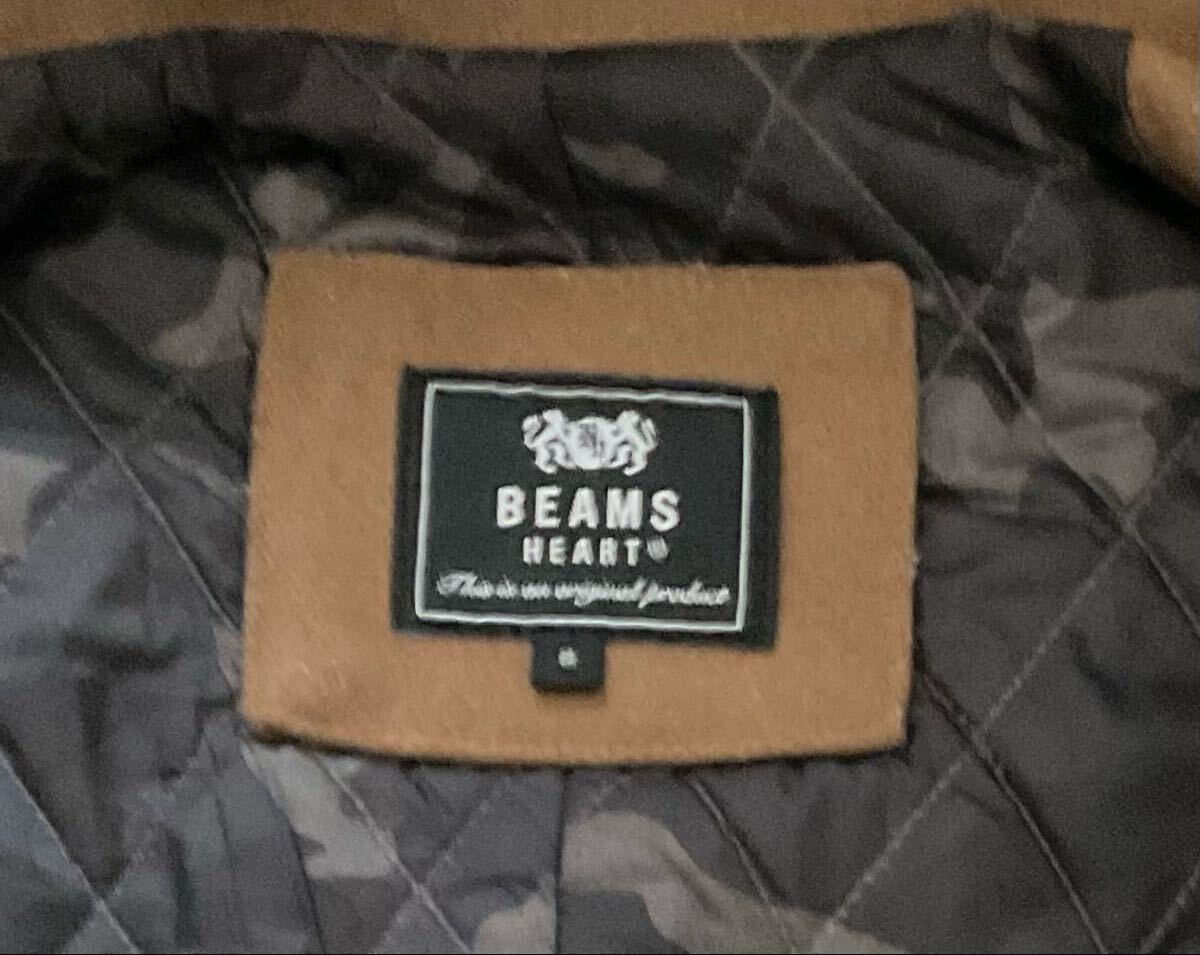 BEAMS
HEART
This is an original product